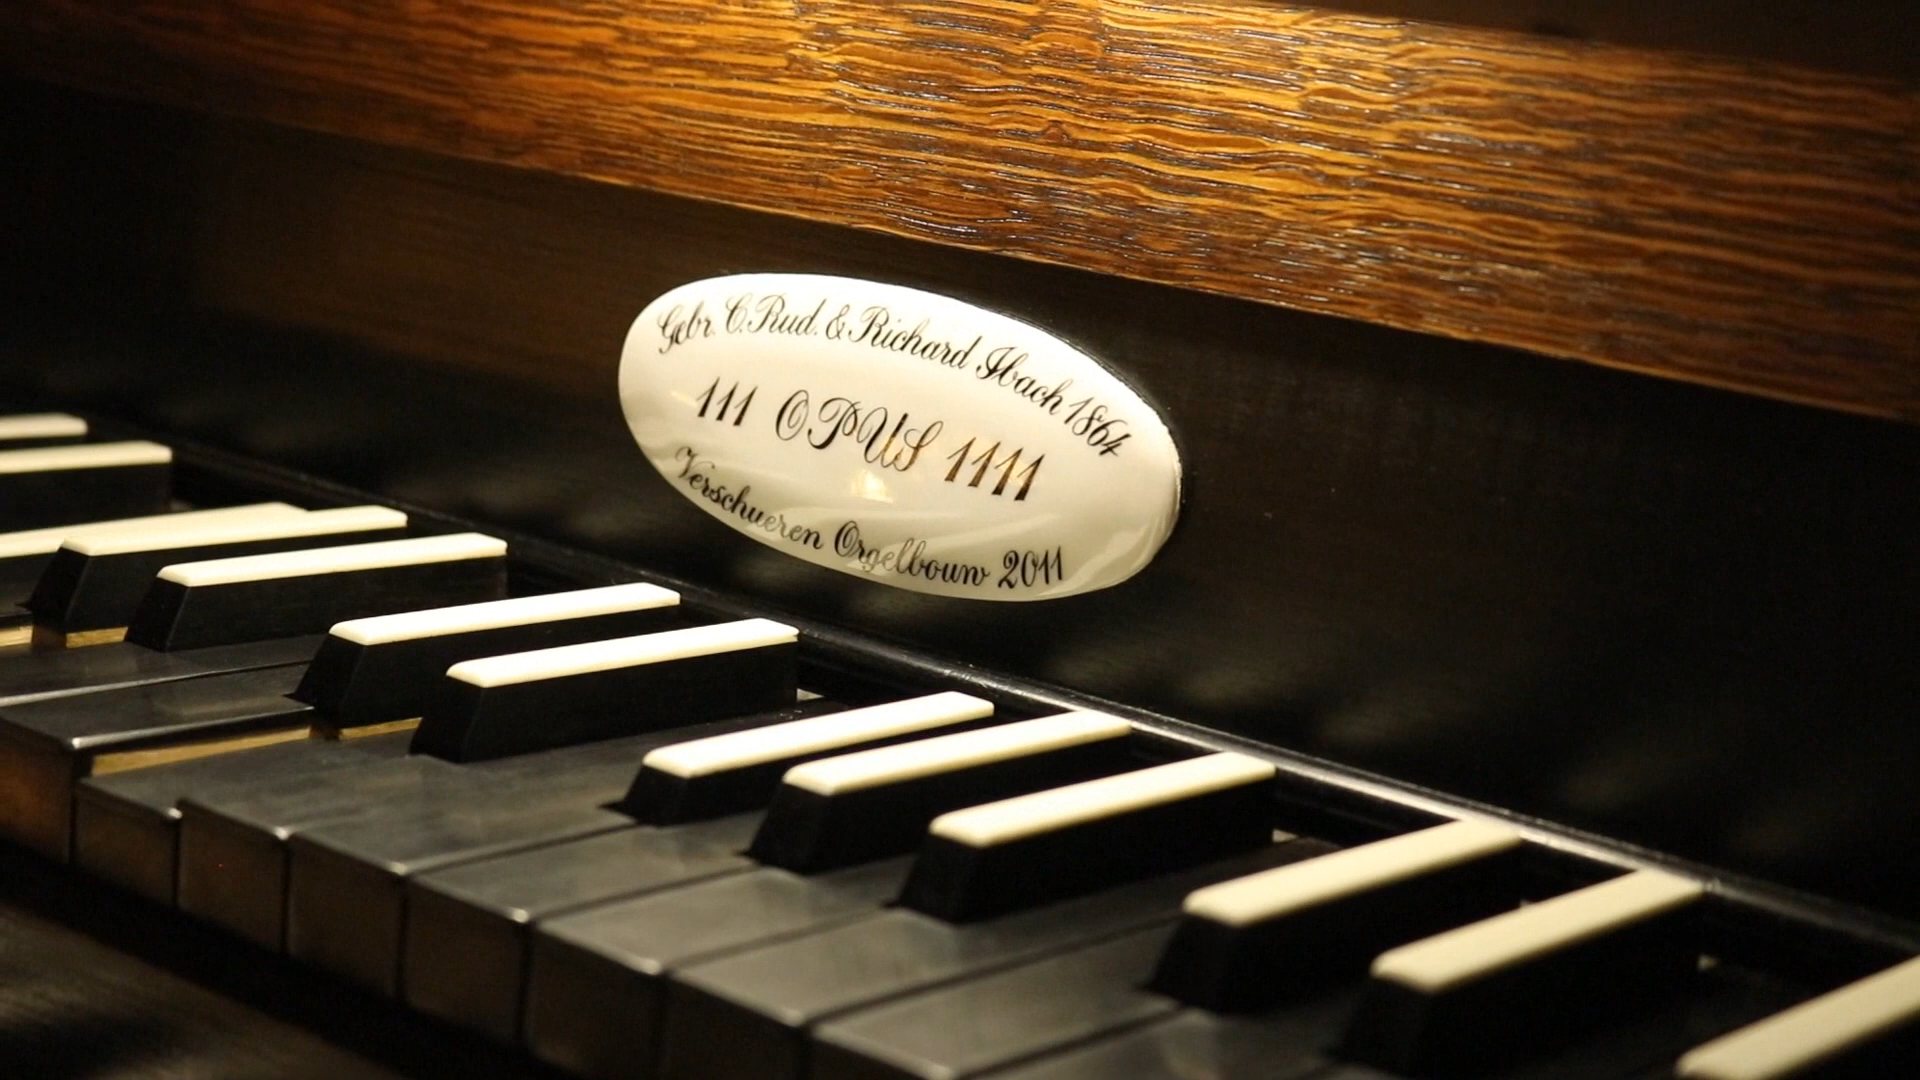 Gebr. C. Rud. & Richard Ibach 1864
111 OPUS 1111
Verschueren Orgelbouw 2011